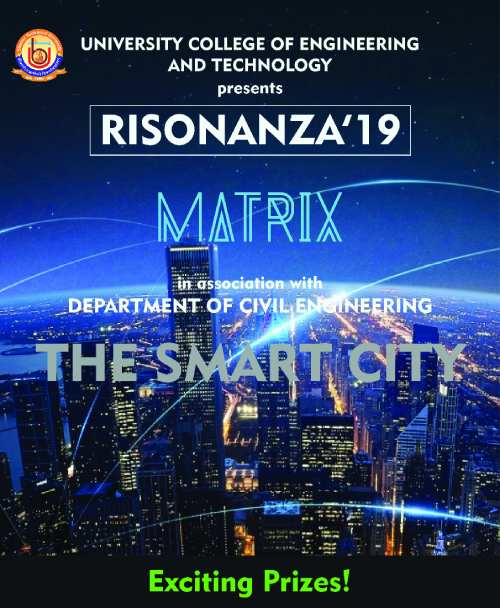 UNIVERSITY COLLEGE OF ENGINEERING
AND TECHNOLOGY
presents
RISONANZA'19
MATRIX
in association with
DEPARTMENT OF CIVIL ENGINEERING
THE SMART CITY
Exciting Prizes!